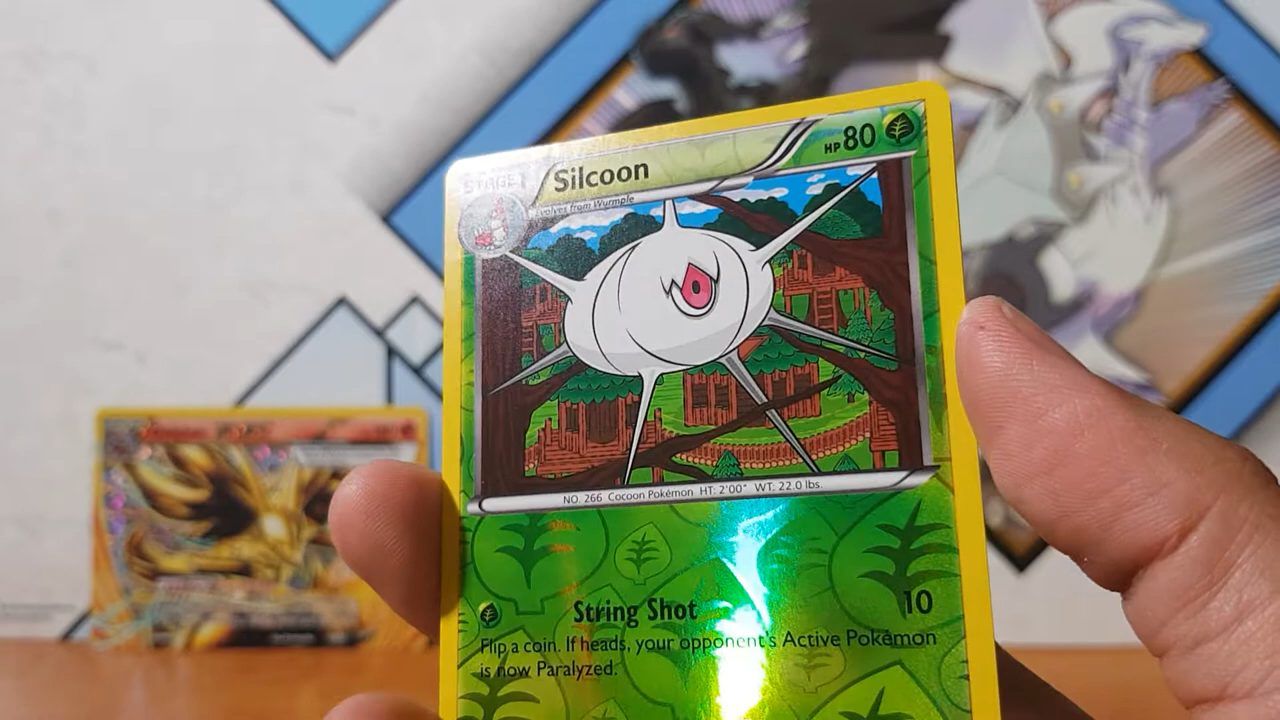 STAGE 1 Silcoon HP 80
Evolves from Wurmple
NO. 266 Cocoon Pokémon HT: 2'00" WT: 22.0 lbs.
String Shot 10
Flip a coin. If heads, your opponent's Active Pokémon
is now Paralyzed.